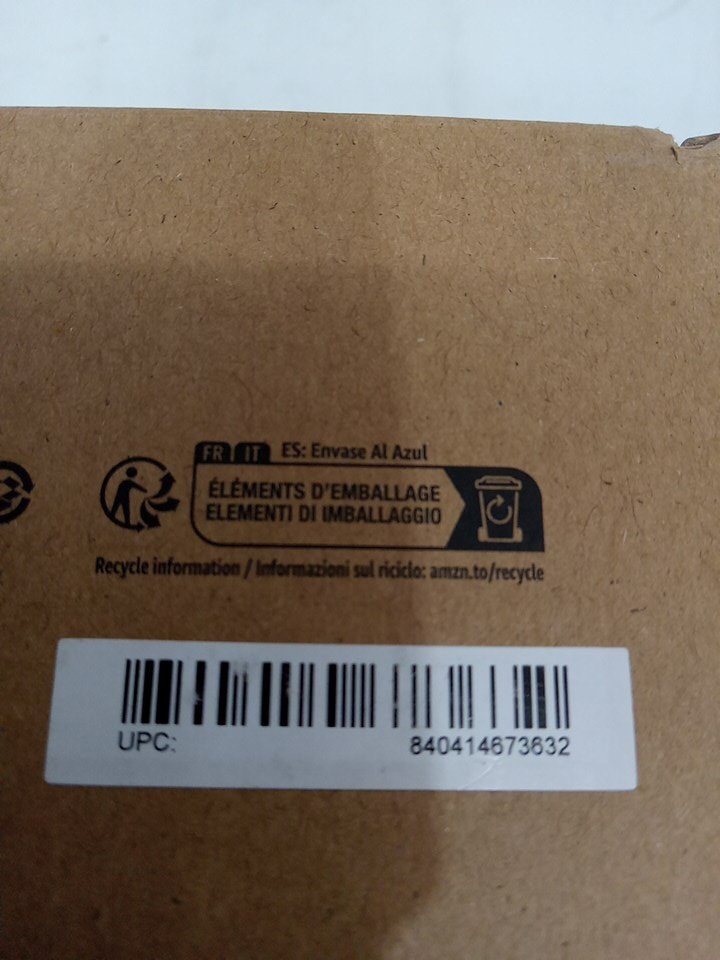 FR IT ES: Envase Al Azul
ÉLÉMENTS D'EMBALLAGE
ELEMENTI DI IMBALLAGGIO
Recycle information / Informazioni sul riciclo: amzn.to/recycle
UPC: 840414673632